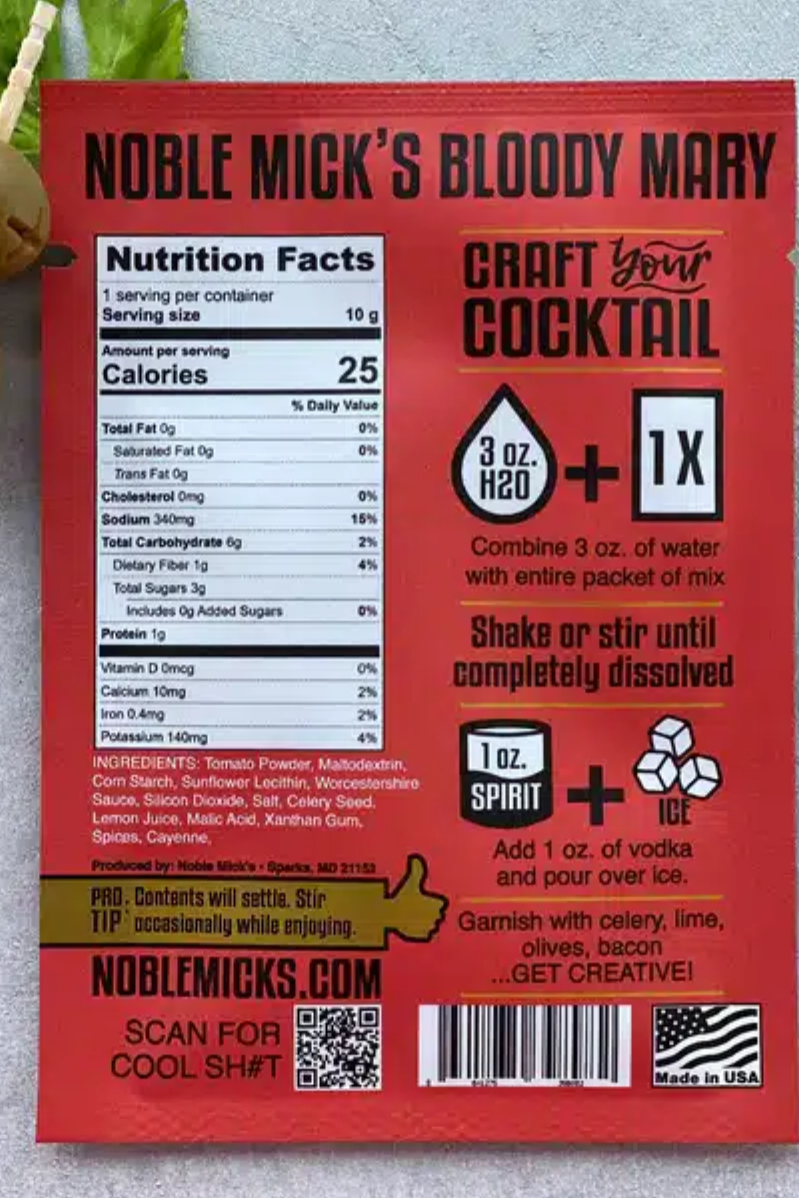 NOBLE MICK'S BLOODY MARY
Nutrition Facts
1 serving per container
Serving size 10 g
Amount per serving
Calories 25
% Daily Value
Total Fat 0g 0%
Saturated Fat 0g 0%
Trans Fat 0g
Cholesterol 0mg 0%
Sodium 340mg 15%
Total Carbohydrate 6g 2%
Dietary Fiber 1g 4%
Total Sugars 3g
Includes 0g Added Sugars 0%
Protein 1g
Vitamin D 0mcg 0%
Calcium 10mg 2%
Iron 0.4mg 2%
Potassium 140mg 4%
INGREDIENTS: Tomato Powder, Maltodextrin,
Corn Starch, Sunflower Lecithin, Worcestershire
Sauce, Silicon Dioxide, Salt, Celery Seed.
Lemon Juice, Malic Acid, Xanthan Gum,
Spices, Cayenne,
Produced by: Noble Mick's • Sparks, MD 21152
PRO TIP: Contents will settle. Stir
occasionally while enjoying.
NOBLEMICKS.COM
SCAN FOR
COOL SH#T
CRAFT your
COCKTAIL
3 OZ.
H2O
+
1X
Combine 3 oz. of water
with entire packet of mix
Shake or stir until
completely dissolved
1 oz.
SPIRIT
+
ICE
Add 1 oz. of vodka
and pour over ice.
Garnish with celery, lime,
olives, bacon
...GET CREATIVE!
Made in USA